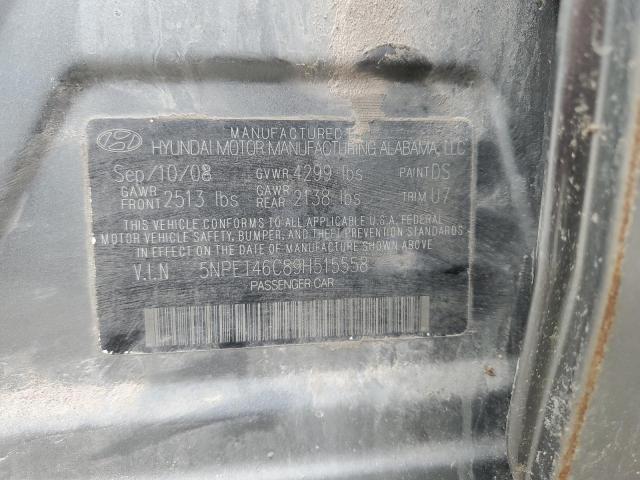 MANUFACTURED
HYUNDAI MOTOR MANUFACTURING ALABAMA, LLC
Sep/10/08 GVWR 4299 lbs PAINT DS
GAWR FRONT 2513 lbs GAWR REAR 2138 lbs TRIM U7
THIS VEHICLE CONFORMS TO ALL APPLICABLE U.S.A. FEDERAL
MOTOR VEHICLE SAFETY, BUMPER, AND THEFT PREVENTION STANDARDS
IN EFFECT ON THE DATE OF MANUFACTURE SHOWN ABOVE
V.I.N 5NPET46C89H515558
PASSENGER CAR